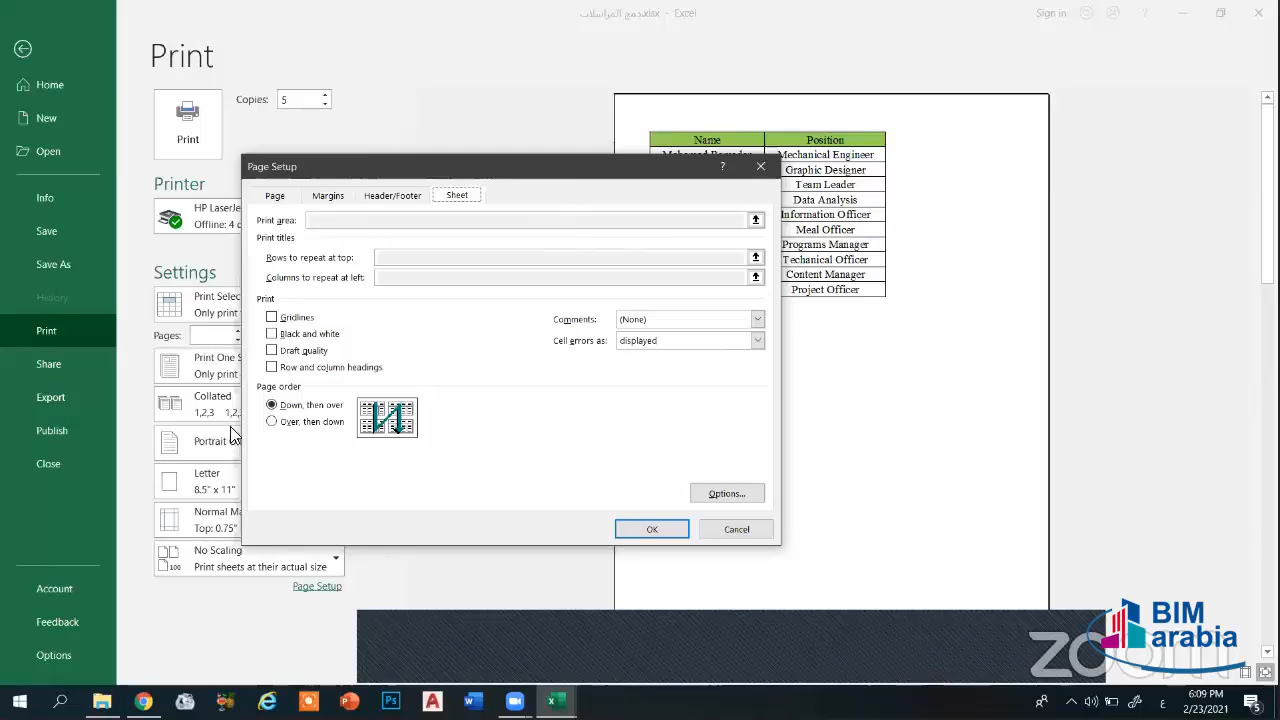 دمج المراسلات.xlsx - Excel
Sign in
?
Print
Home
New
Open
Info
Save
Save As
History
Print
Share
Export
Publish
Close
Account
Feedback
Options
Print
Copies: 5
Printer
HP LaserJe
Offline: 4 d
Settings
Print Selec
Only print
Pages:
Print One S
Only print
Collated
1,2,3 1,2,
Portrait
Letter
8.5" x 11"
Normal Ma
Top: 0.75"
No Scaling
Print sheets at their actual size
100
Page Setup
Page Setup
?
Page
Margins
Header/Footer
Sheet
Print area:
Print titles
Rows to repeat at top:
Columns to repeat at left:
Print
Gridlines
Black and white
Draft quality
Row and column headings
Comments: (None)
Cell errors as: displayed
Page order
Down, then over
Over, then down
Options...
OK
Cancel
Name Position
Mechanical Engineer
Graphic Designer
Team Leader
Data Analysis
Information Officer
Meal Officer
Programs Manager
Techanical Officer
Content Manager
Project Officer
BIM
arabia
zoom
6:09 PM
2/23/2021
ع
5